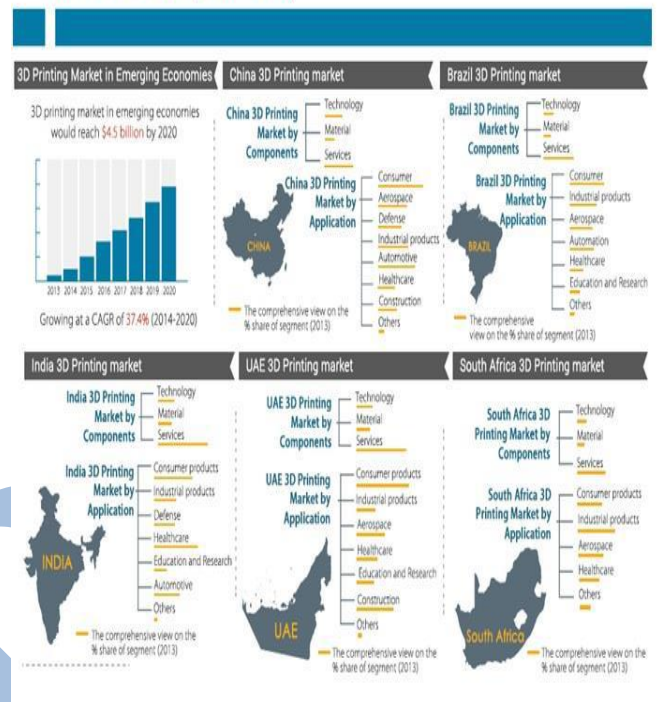 3D Printing Market in Emerging Economies
3D printing market in emerging economies
would reach $4.5 billion by 2020
2013 2014 2015 2016 2017 2018 2019 2020
Growing at a CAGR of 37.4% (2014-2020)
China 3D Printing market
China 3D Printing
Market by
Components
Technology
Material
Services
China 3D Printing
Market by
Application
Consumer
Aerospace
Defense
Industrial products
Automotive
Healthcare
Construction
Others
CHINA
The comprehensive view on the
% share of segment (2013)
Brazil 3D Printing market
Brazil 3D Printing
Market by
Components
Technology
Material
Services
Brazil 3D Printing
Market by
Application
Consumer
Industrial products
Aerospace
Automation
Healthcare
Education and Research
Others
BRAZIL
The comprehensive
view on the % share of segment (2013)
India 3D Printing market
India 3D Printing
Market by
Components
Technology
Material
Services
India 3D Printing
Market by
Application
Consumer products
Industrial products
Defense
Healthcare
Education and Research
Automotive
Others
INDIA
The comprehensive view on the
% share of segment (2013)
UAE 3D Printing market
UAE 3D Printing
Market by
Components
Technology
Material
Services
UAE 3D Printing
Market by
Application
Consumer products
Industrial products
Aerospace
Healthcare
Education and Research
Construction
Others
UAE
The comprehensive view on the
% share of segment (2013)
South Africa 3D Printing market
South Africa 3D
Printing Market by
Components
Technology
Material
Services
South Africa 3D
Printing Market by
Application
Consumer products
Industrial products
Aerospace
Healthcare
Others
South Africa
The comprehensive view on the
% share of segment (2013)